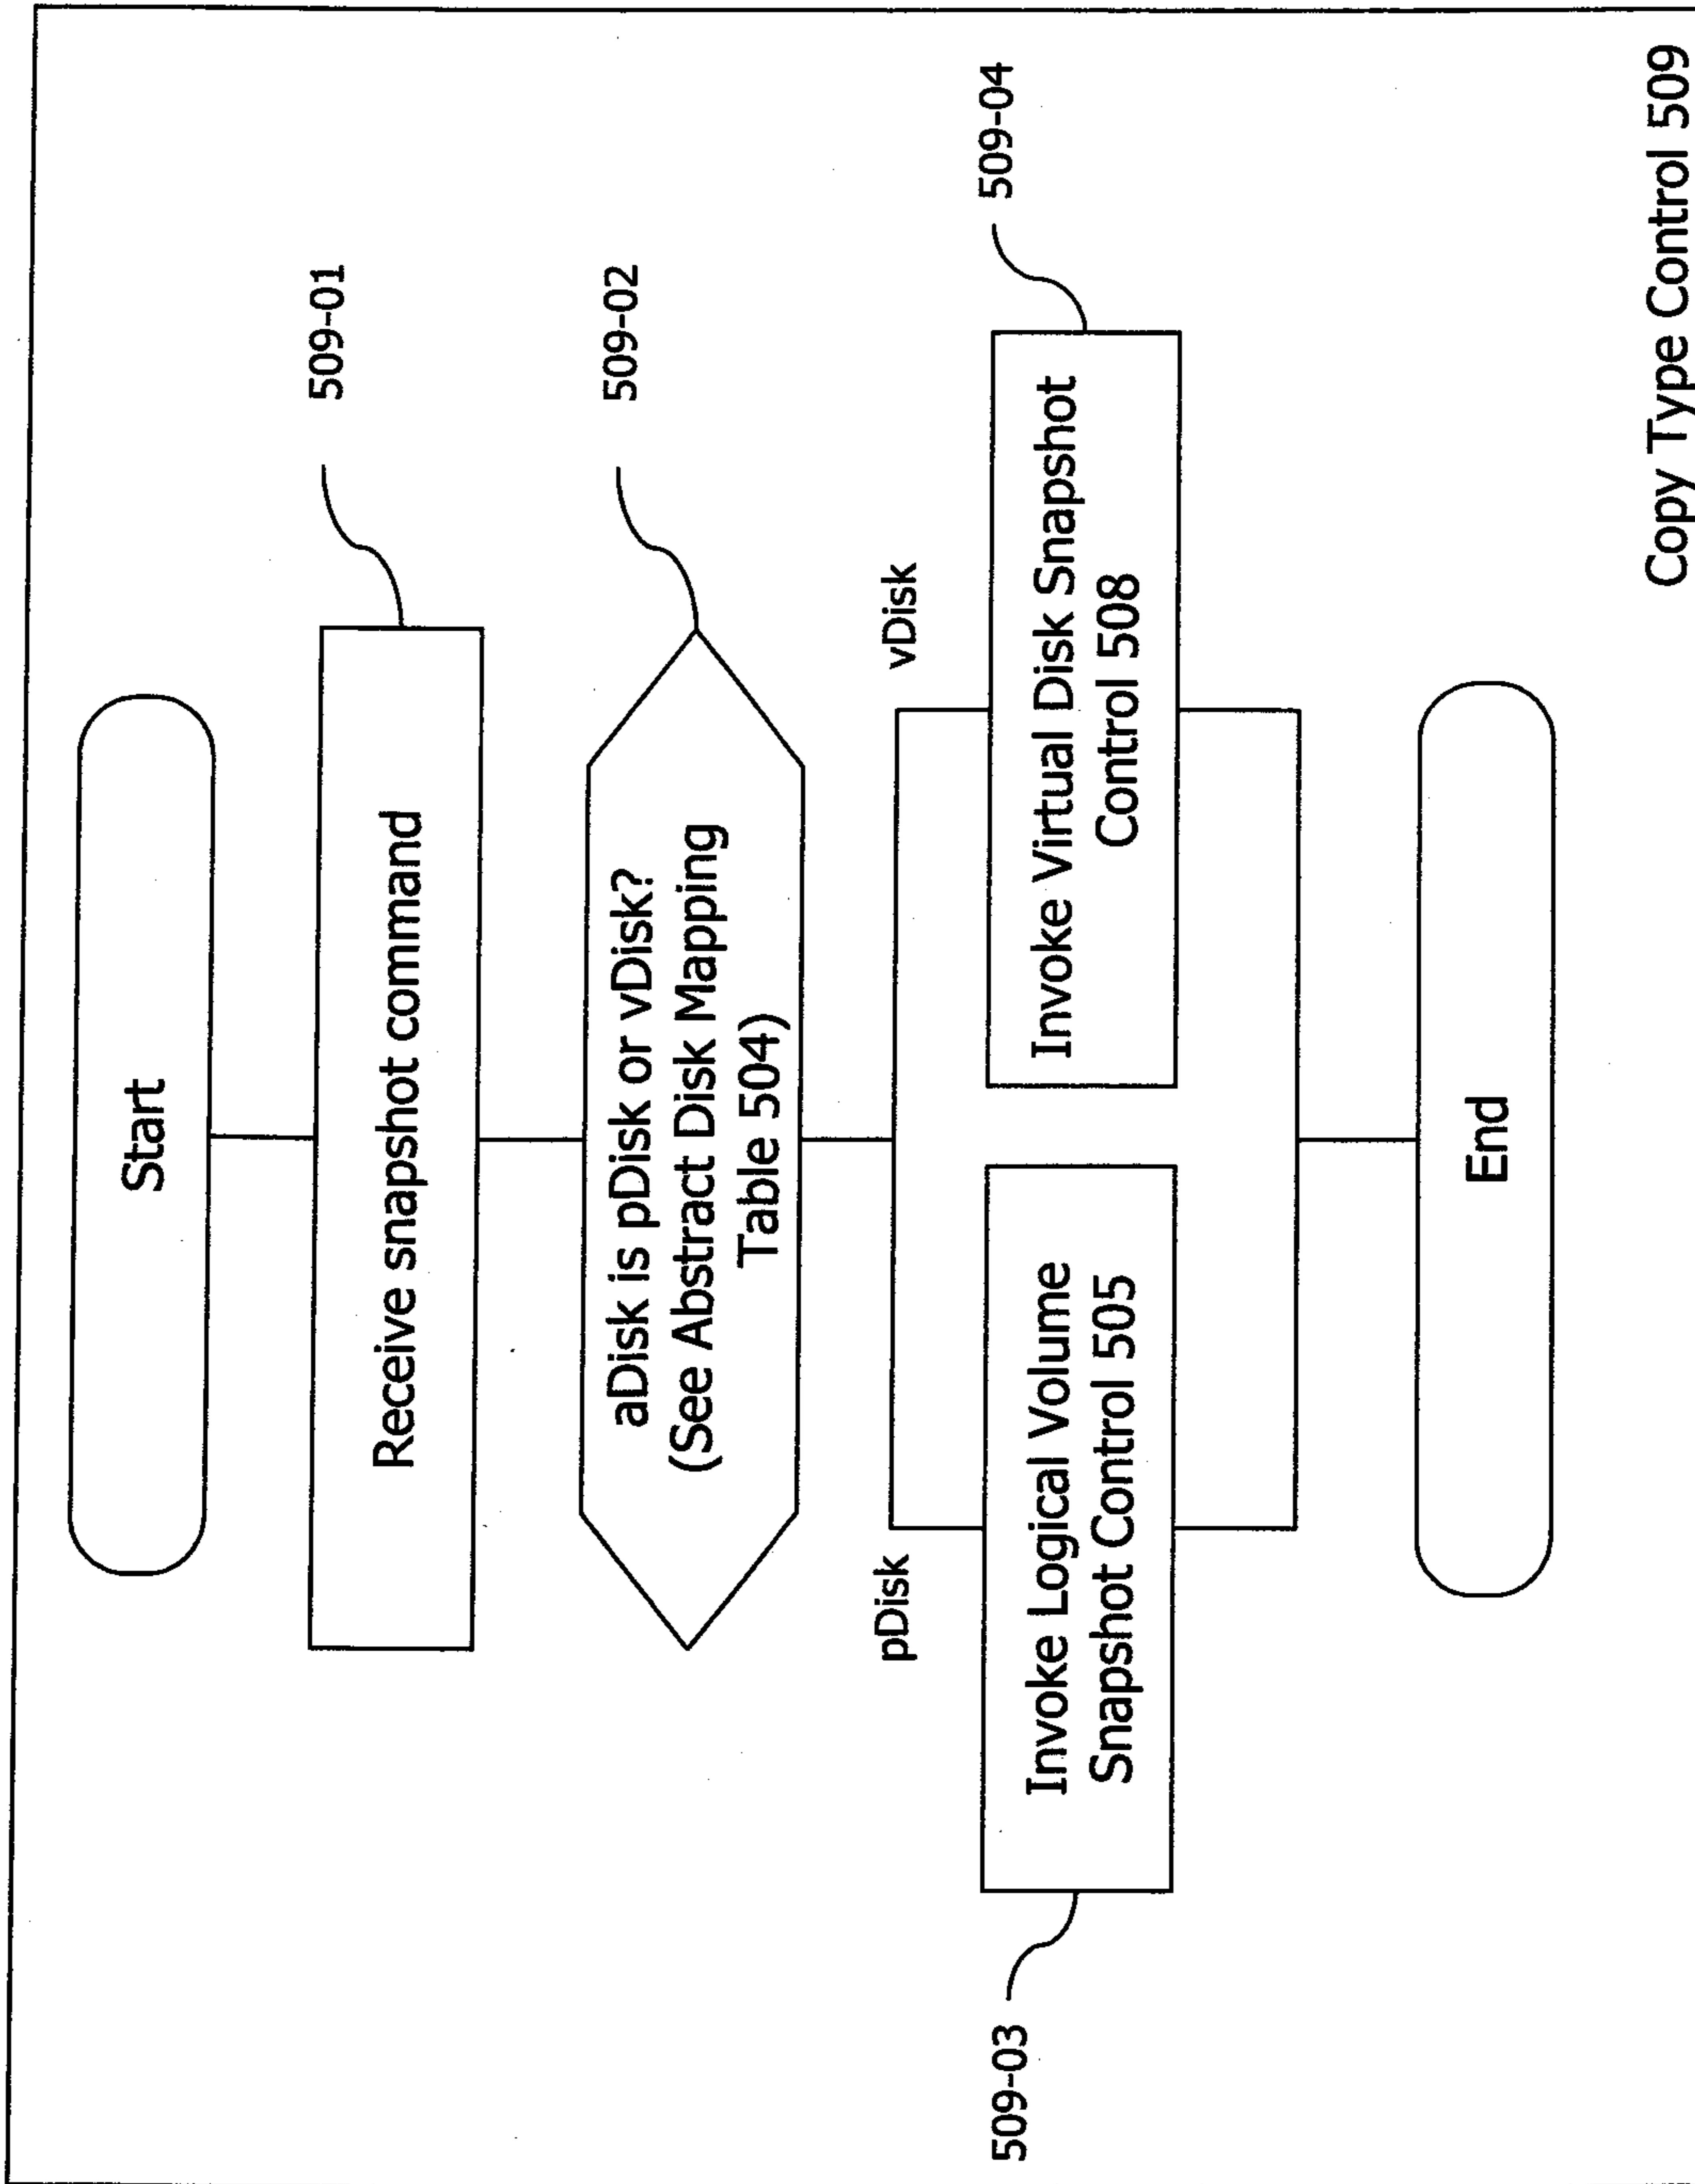 Start
Receive snapshot command
509-01
aDisk is pDisk or vDisk?
(See Abstract Disk Mapping
Table 504)
509-02
pDisk
vDisk
Invoke Logical Volume
Snapshot Control 505
509-03
Invoke Virtual Disk Snapshot
Control 508
509-04
End
Copy Type Control 509